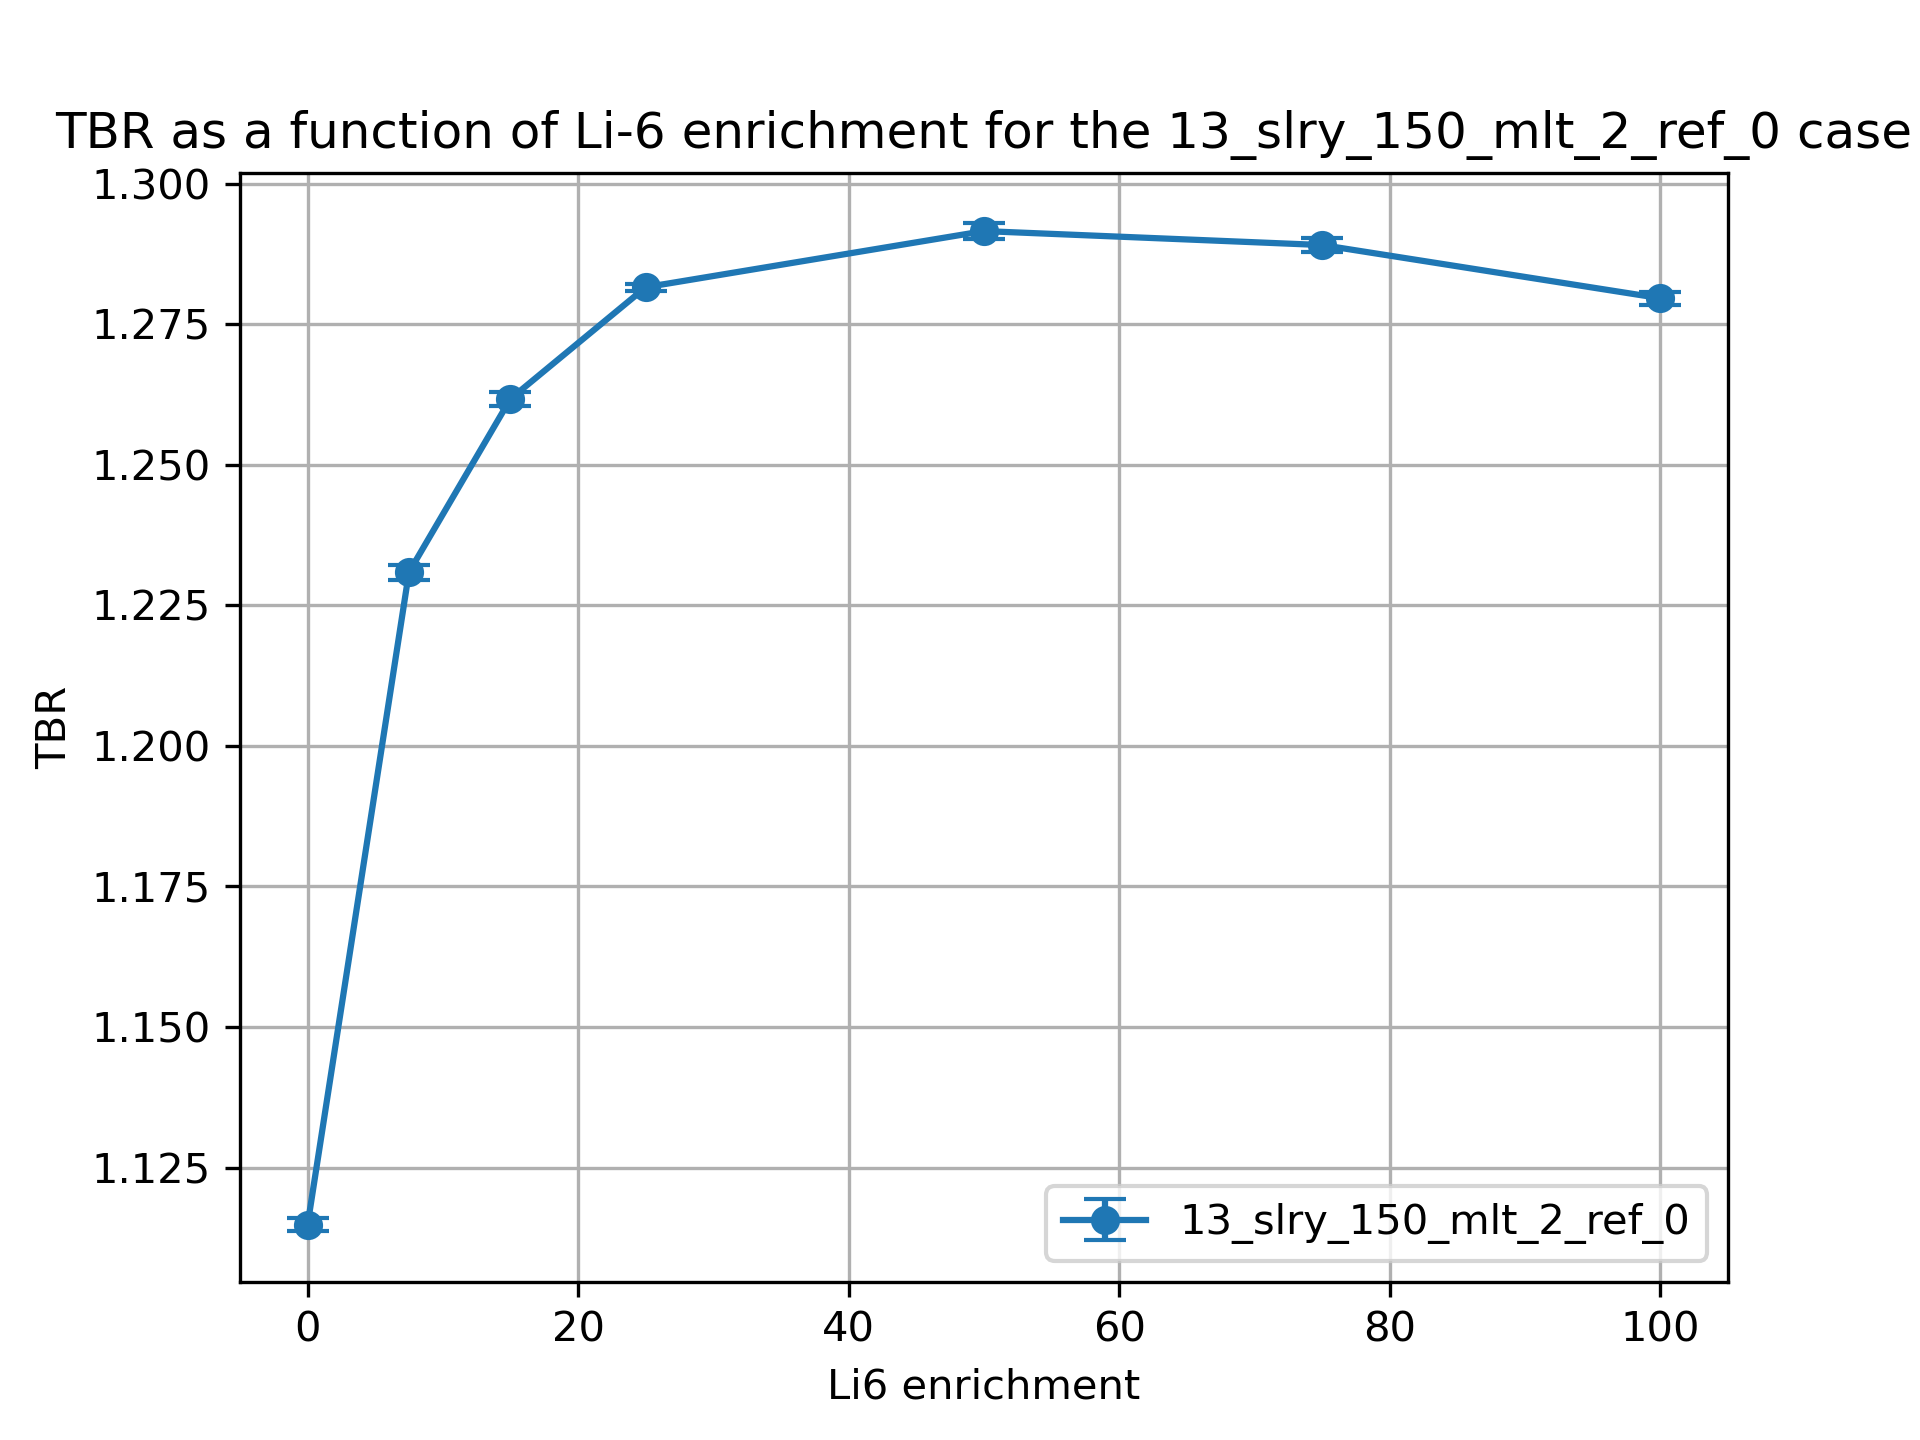 TBR as a function of Li-6 enrichment for the 13_slry_150_mlt_2_ref_0 case
1.300
1.275
1.250
1.225
1.200
1.175
1.150
1.125
TBR
13_slry_150_mlt_2_ref_0
0 20 40 60 80 100
Li6 enrichment